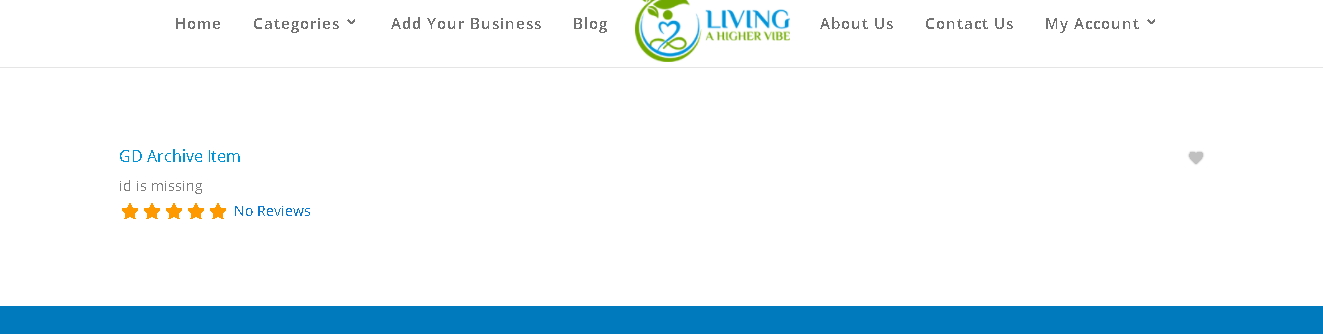 Home Categories Add Your Business Blog LIVING A HIGHER VIBE About Us Contact Us My Account
GD Archive Item
id is missing
No Reviews